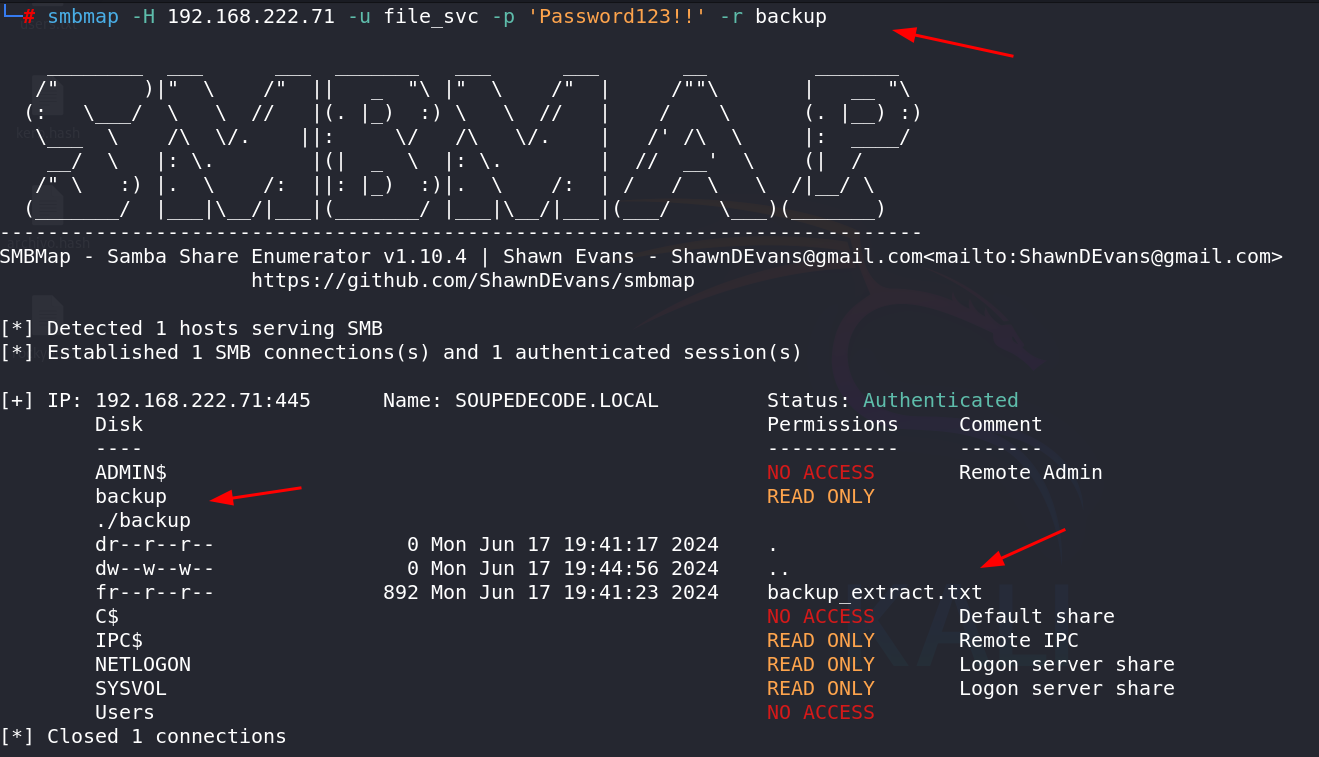 └─# smbmap -H 192.168.222.71 -u file_svc -p 'Password123!!' -r backup
SMBMAP
-----------------------------------------------------------------------------
SMBMap - Samba Share Enumerator v1.10.4 | Shawn Evans - ShawnDEvans@gmail.com<mailto:ShawnDEvans@gmail.com>
https://github.com/ShawnDEvans/smbmap
[*] Detected 1 hosts serving SMB
[*] Established 1 SMB connections(s) and 1 authenticated session(s)
[+] IP: 192.168.222.71:445 Name: SOUPEDECODE.LOCAL Status: Authenticated
Disk Permissions Comment
---- ----------- -------
ADMIN$ NO ACCESS Remote Admin
backup READ ONLY
./backup
dr--r--r-- 0 Mon Jun 17 19:41:17 2024 .
dw--w--w-- 0 Mon Jun 17 19:44:56 2024 ..
fr--r--r-- 892 Mon Jun 17 19:41:23 2024 backup_extract.txt
C$ NO ACCESS Default share
IPC$ READ ONLY Remote IPC
NETLOGON READ ONLY Logon server share
SYSVOL READ ONLY Logon server share
Users NO ACCESS
[*] Closed 1 connections
KALI